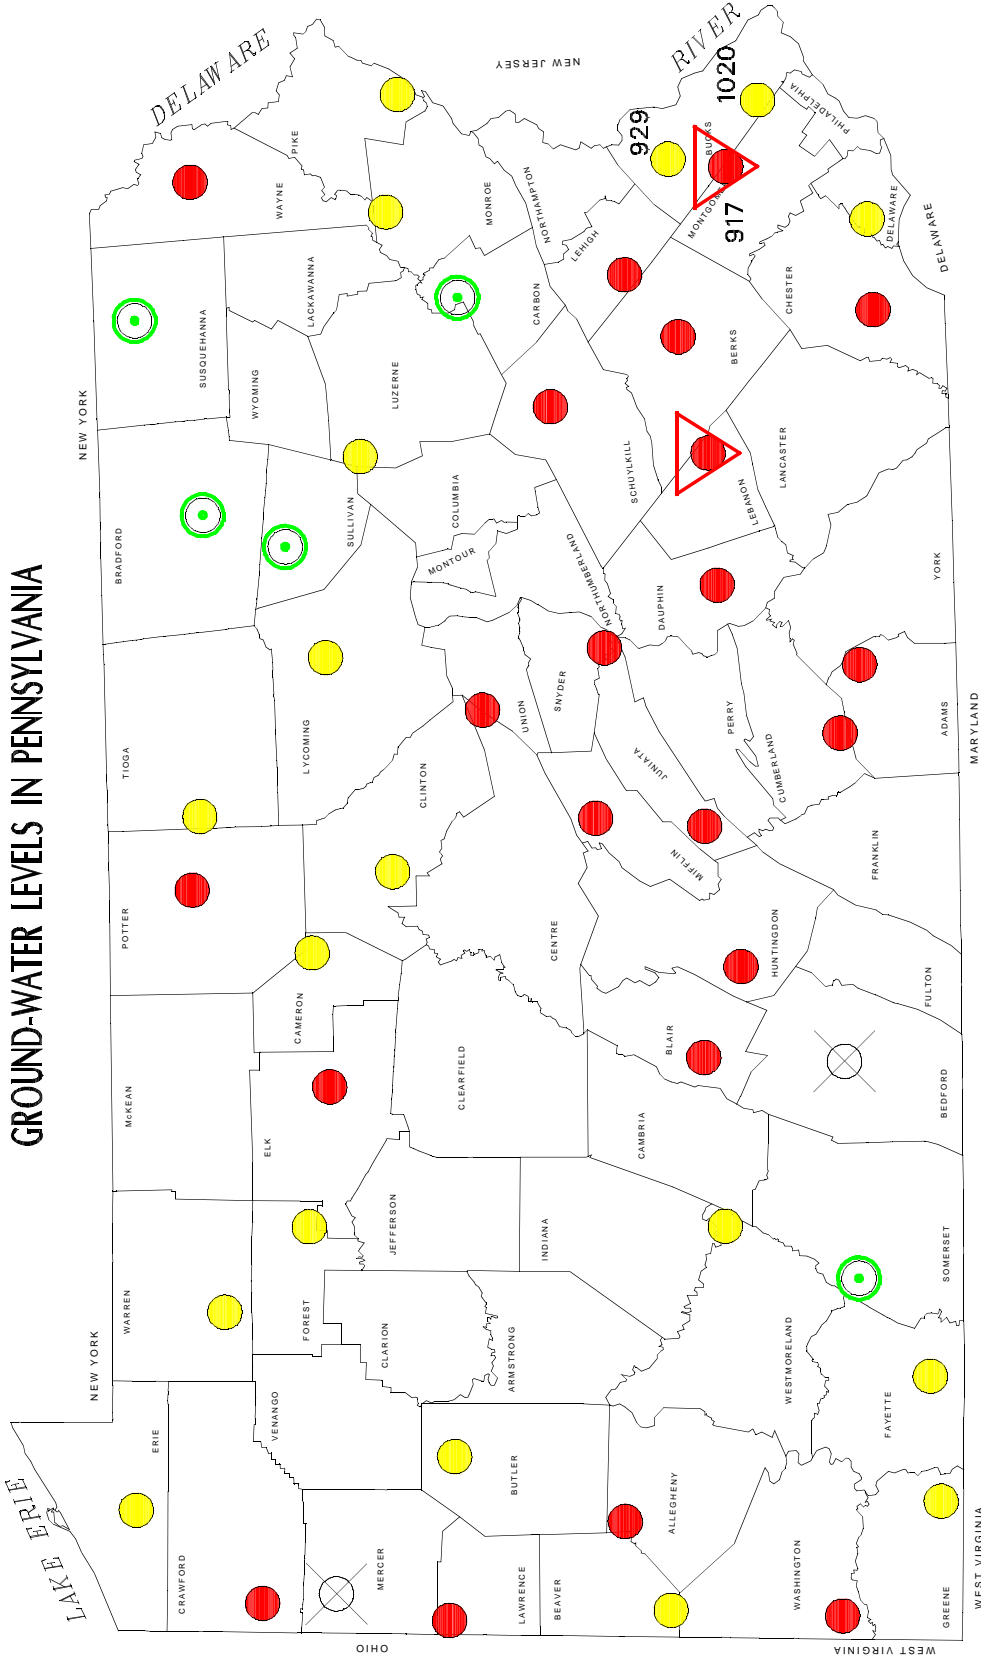 GROUND-WATER LEVELS IN PENNSYLVANIA
LAKE ERIE
NEW YORK
NEW YORK
DELAWARE
RIVER
NEW JERSEY
ERIE
WARREN
McKEAN
POTTER
TIOGA
BRADFORD
SUSQUEHANNA
WAYNE
PIKE
CRAWFORD
VENANGO
FOREST
ELK
CAMERON
LYCOMING
SULLIVAN
WYOMING
LACKAWANNA
MERCER
CLARION
JEFFERSON
CLEARFIELD
CLINTON
MONTOUR
COLUMBIA
LUZERNE
MONROE
LAWRENCE
BUTLER
ARMSTRONG
INDIANA
CENTRE
UNION
SNYDER
NORTHUMBERLAND
SCHUYLKILL
CARBON
NORTHAMPTON
LEHIGH
BEAVER
ALLEGHENY
CAMBRIA
BLAIR
HUNTINGDON
MIFFLIN
JUNIATA
PERRY
DAUPHIN
LEBANON
BERKS
MONTGOME
BUCKS
929
1020
917
PHILADELPHIA
WASHINGTON
WESTMORELAND
SOMERSET
BEDFORD
FULTON
FRANKLIN
CUMBERLAND
ADAMS
YORK
LANCASTER
CHESTER
DELAWARE
GREENE
FAYETTE
OHIO
WEST VIRGINIA
WEST VIRGINIA
MARYLAND
DELAWARE